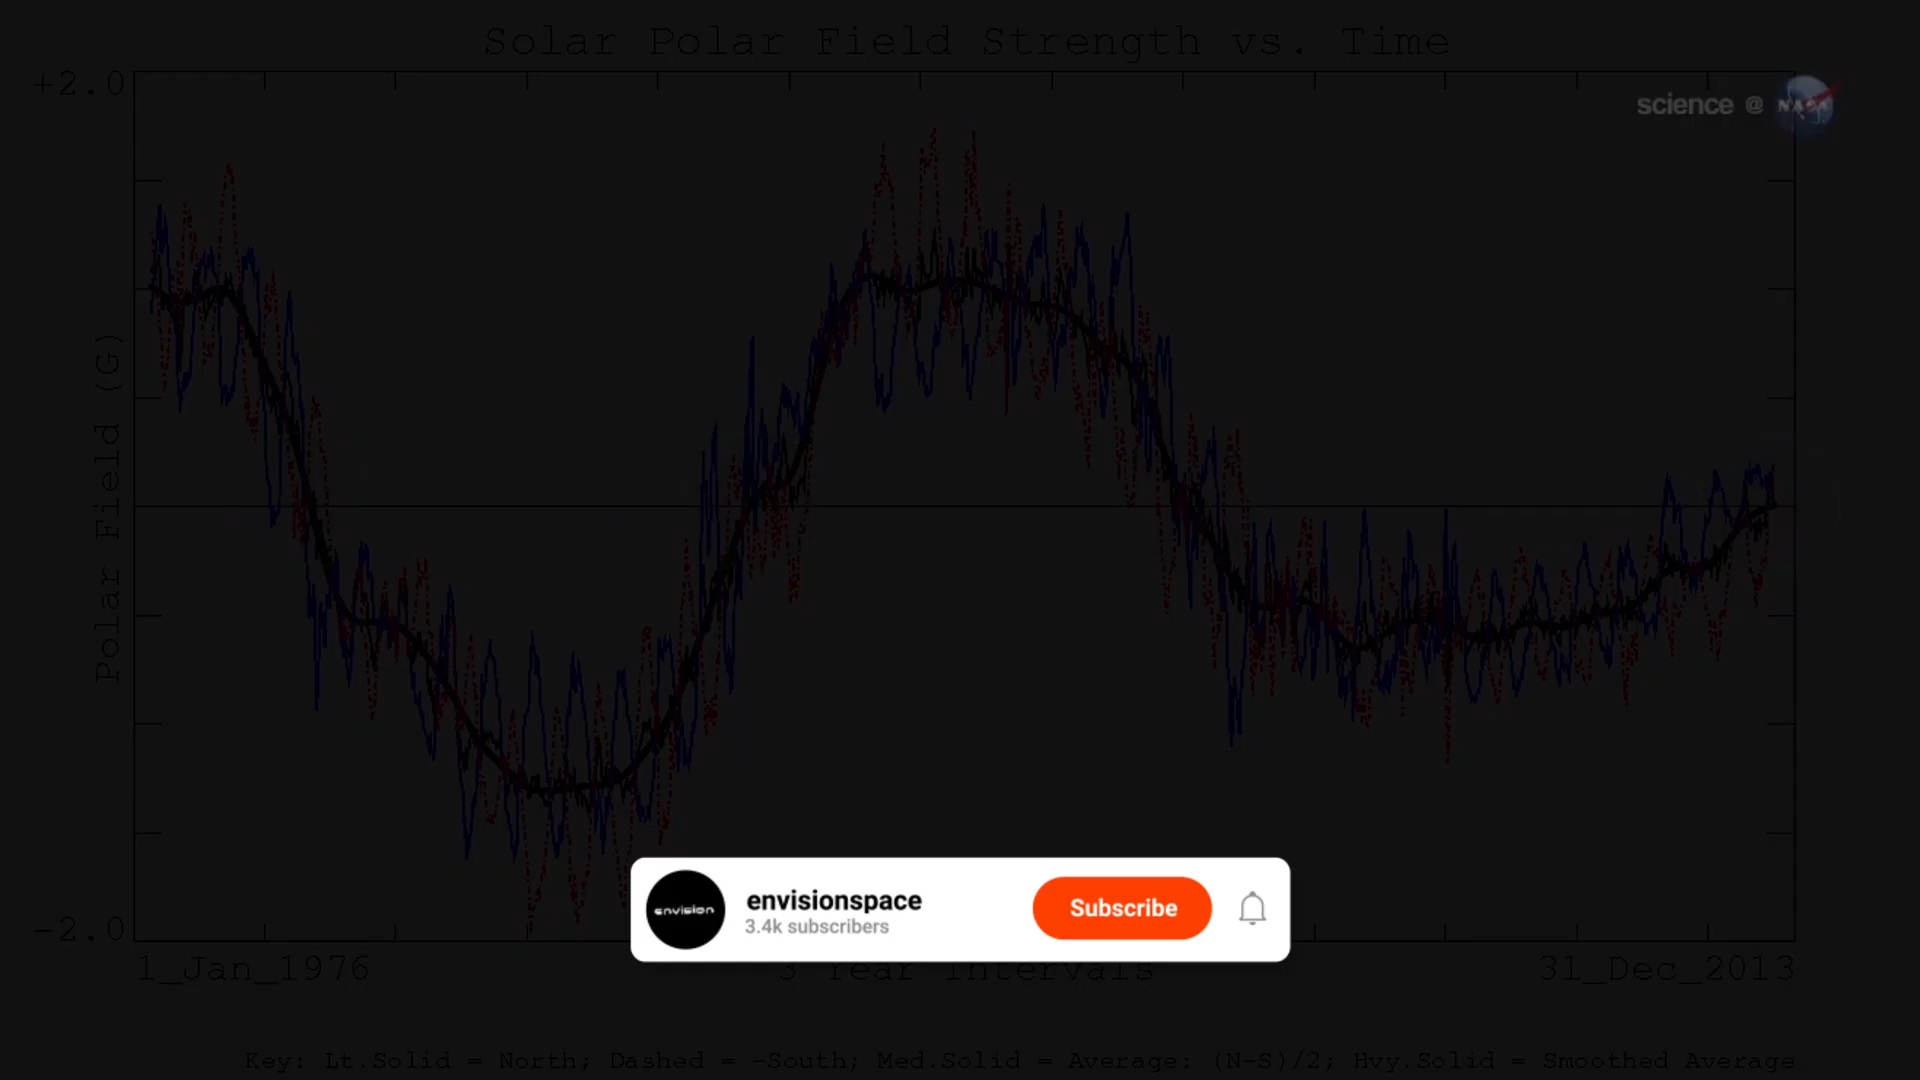 Solar Polar Field Strength vs. Time
+2.0
science @ NASA
Polar Field (G)
envision
envisionspace
3.4k subscribers
Subscribe
-2.0
1_Jan_1976
3 Year Intervals
31_Dec_2013
Key: Lt.Solid = North; Dashed = -South; Med.Solid = Average: (N-S)/2; Hvy.Solid = Smoothed Average